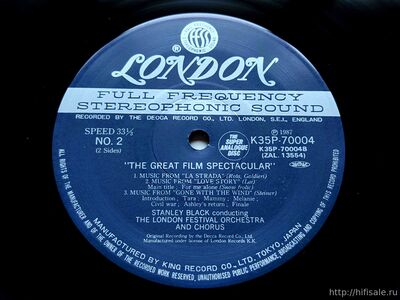 ffss
LONDON
®
FULL FREQUENCY
STEREOPHONIC SOUND
RECORDED BY THE DECCA RECORD CO., LTD. LONDON, S.E.I., ENGLAND
SPEED 33⅓
NO. 2
(2 Sides)
THE SUPER ANALOGUE DISC
℗ 1987
K35P-70004
K35P-70004B
(ZAL. 13554)
"THE GREAT FILM SPECTACULAR"
1. MUSIC FROM "LA STRADA" (Rota, Galdieri)
2. MUSIC FROM "LOVE STORY" (Lai)
Main title ; For me alone (Snow frolic)
3. MUSIC FROM "GONE WITH THE WIND" (Steiner)
Introduction ; Tara ; Mammy ; Melanie ;
Civil war ; Ashley's return ; Finale
STANLEY BLACK conducting
THE LONDON FESTIVAL ORCHESTRA
AND CHORUS
Original Recording by the Decca Record Co., Ltd.
Manufactured under license of London Records K.K.
MANUFACTURED BY KING RECORD CO., LTD. TOKYO, JAPAN
ALL RIGHTS OF THE MANUFACTURER AND OF THE OWNER OF THE RECORDED WORK RESERVED. UNAUTHORISED PUBLIC PERFORMANCE, BROADCASTING AND COPYING OF THIS RECORD PROHIBITED
http://hifisale.ru